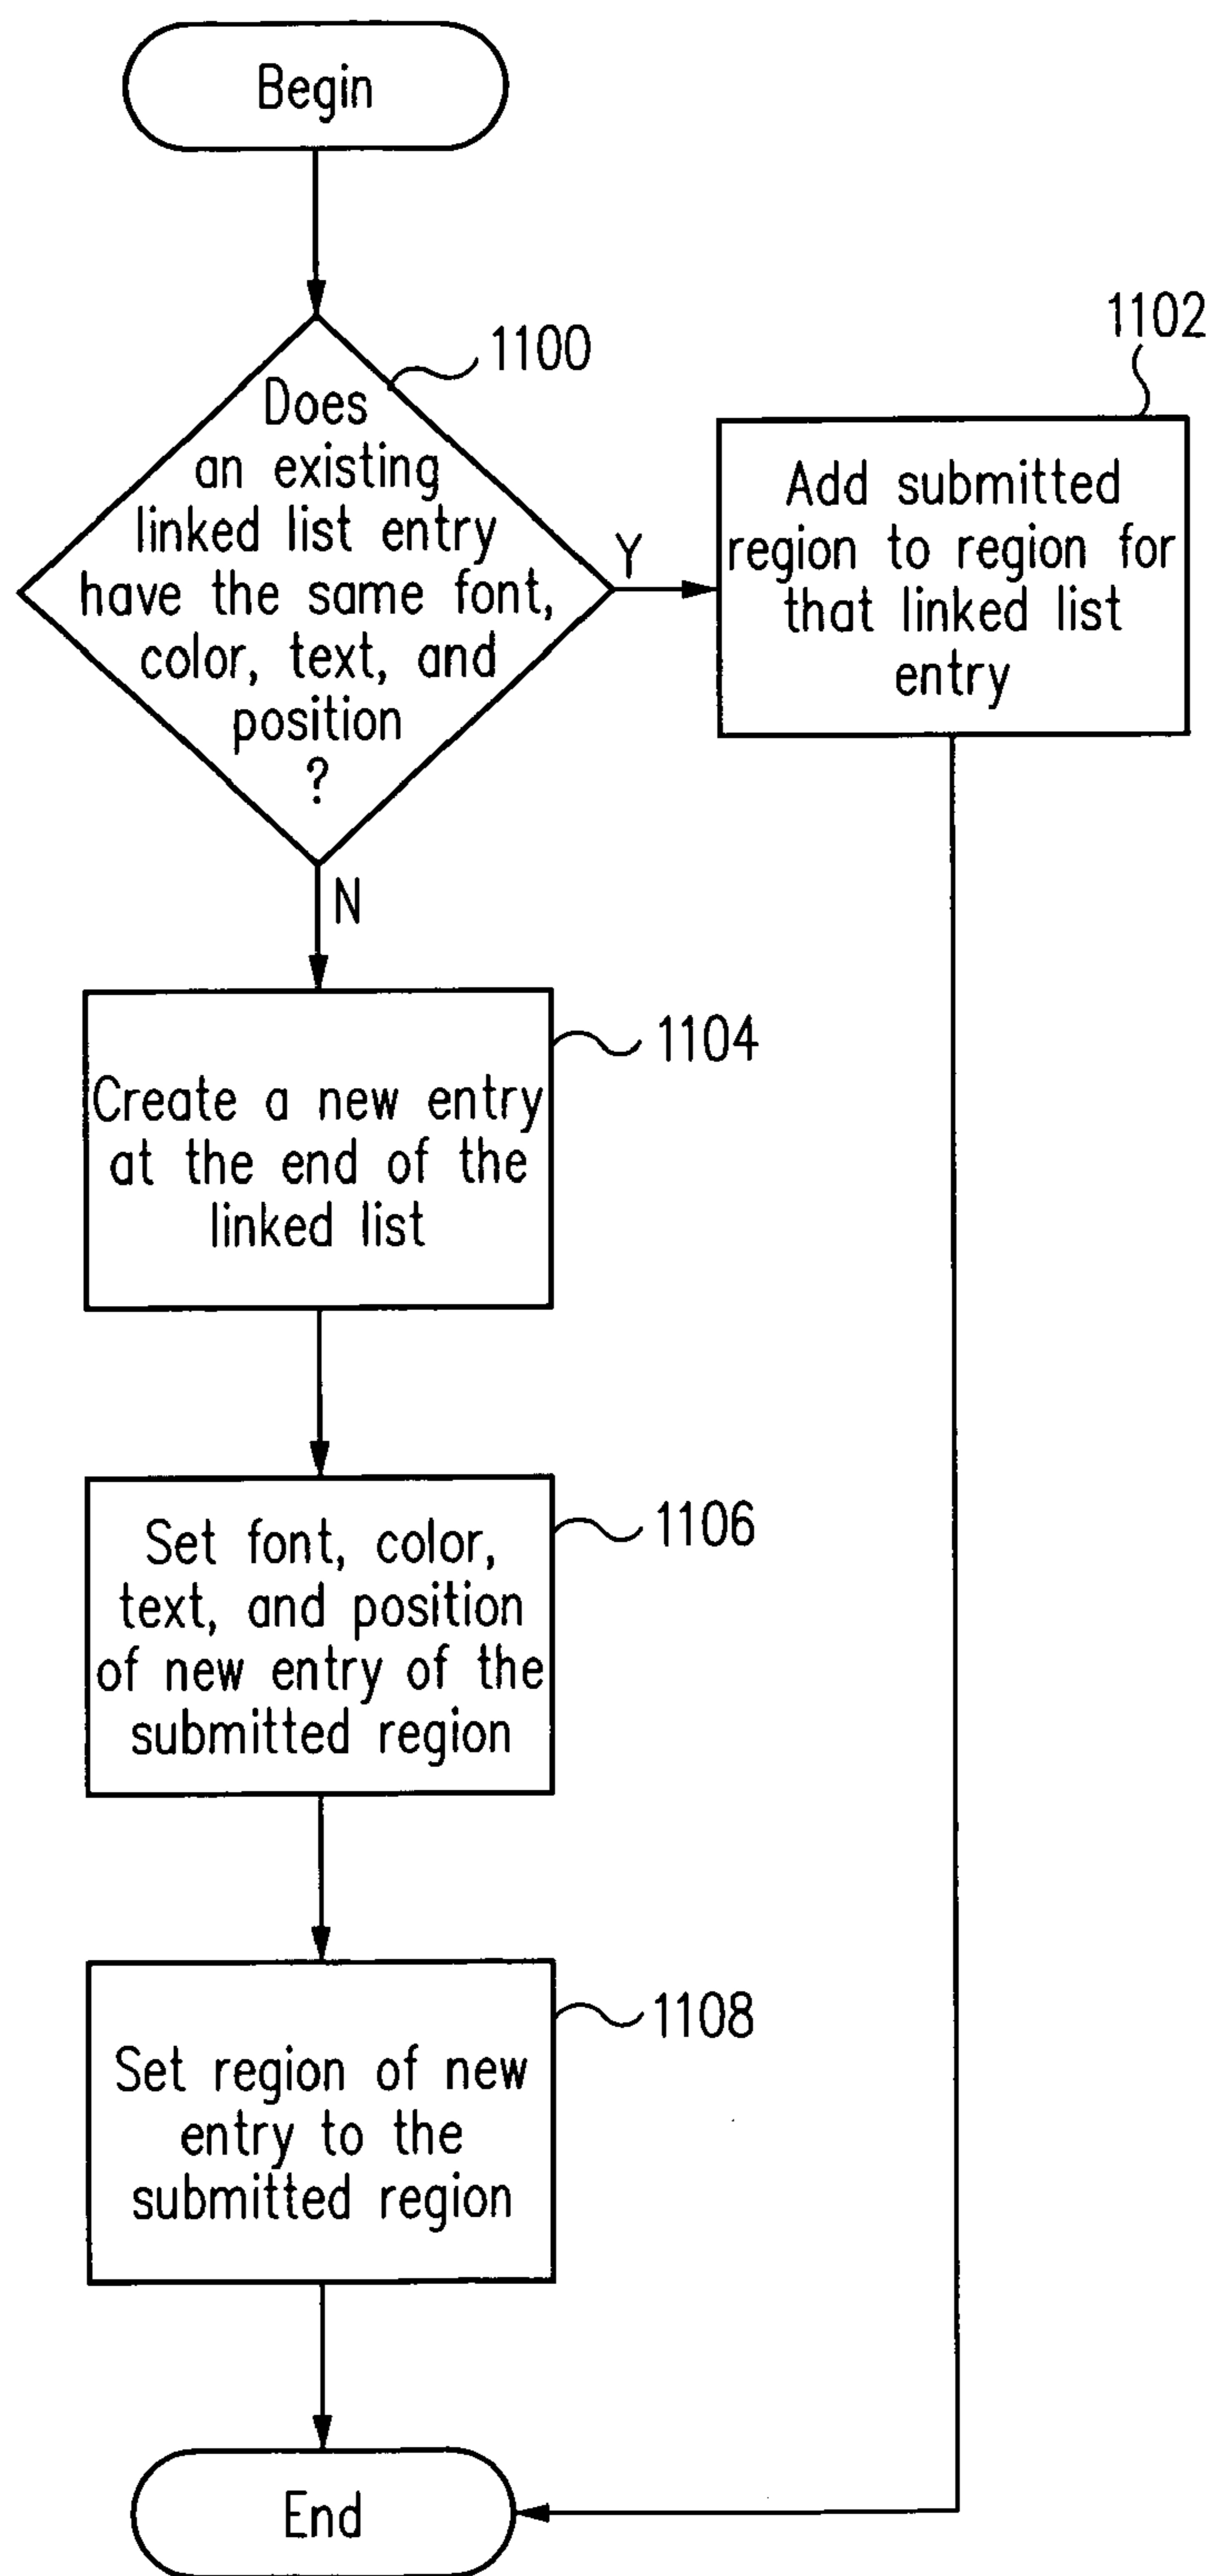 Begin
1100
Does
an existing
linked list entry
have the same font,
color, text, and
position
?
Y
1102
Add submitted
region to region for
that linked list
entry
N
1104
Create a new entry
at the end of the
linked list
1106
Set font, color,
text, and position
of new entry of the
submitted region
1108
Set region of new
entry to the
submitted region
End